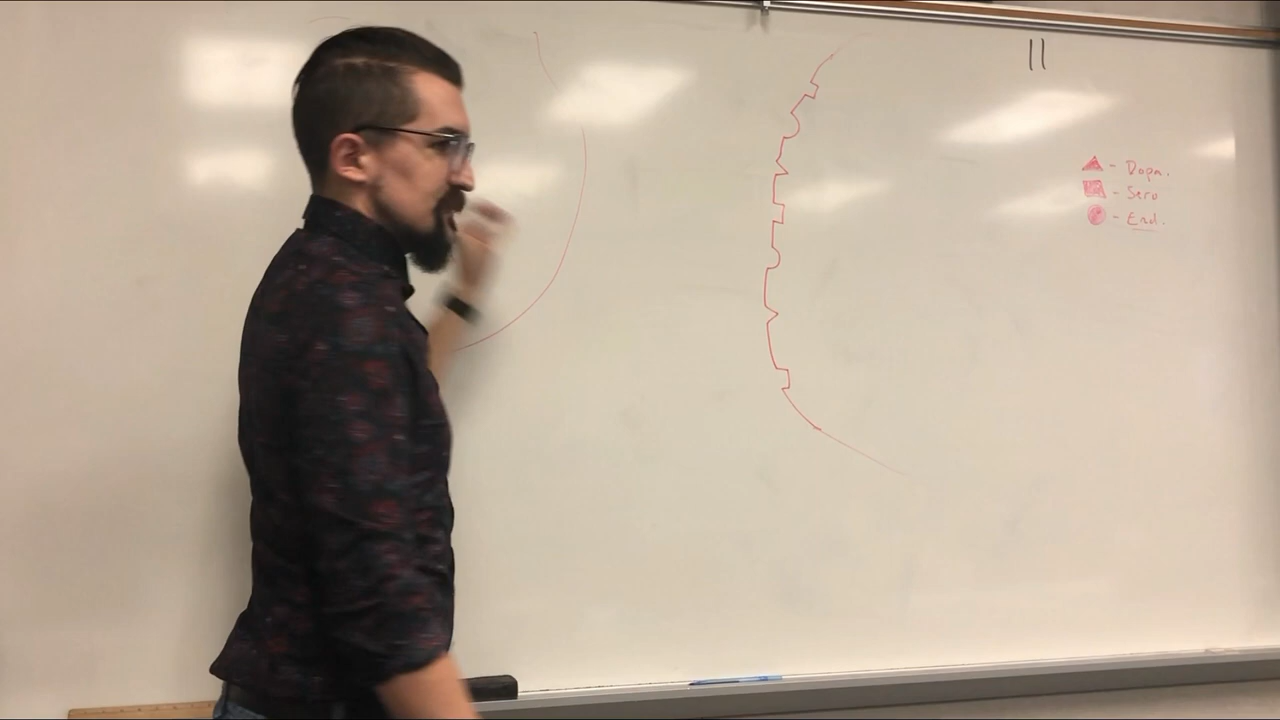 11
- Dopa.
- Sero
- End.